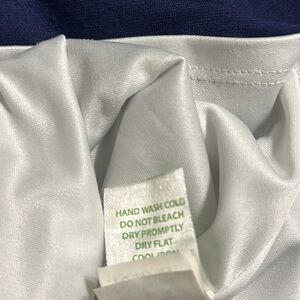 HAND WASH COLD
DO NOT BLEACH
DRY PROMPTLY
DRY FLAT
COOL IRON